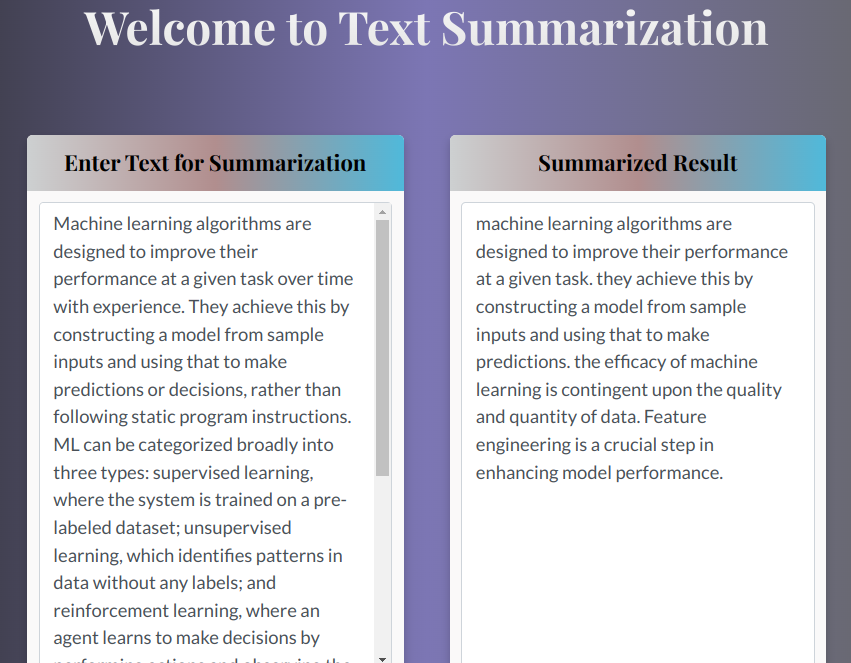 Welcome to Text Summarization
Enter Text for Summarization
Machine learning algorithms are
designed to improve their
performance at a given task over time
with experience. They achieve this by
constructing a model from sample
inputs and using that to make
predictions or decisions, rather than
following static program instructions.
ML can be categorized broadly into
three types: supervised learning,
where the system is trained on a pre-
labeled dataset; unsupervised
learning, which identifies patterns in
data without any labels; and
reinforcement learning, where an
agent learns to make decisions by
performing actions and observing the
Summarized Result
machine learning algorithms are
designed to improve their performance
at a given task. they achieve this by
constructing a model from sample
inputs and using that to make
predictions. the efficacy of machine
learning is contingent upon the quality
and quantity of data. Feature
engineering is a crucial step in
enhancing model performance.